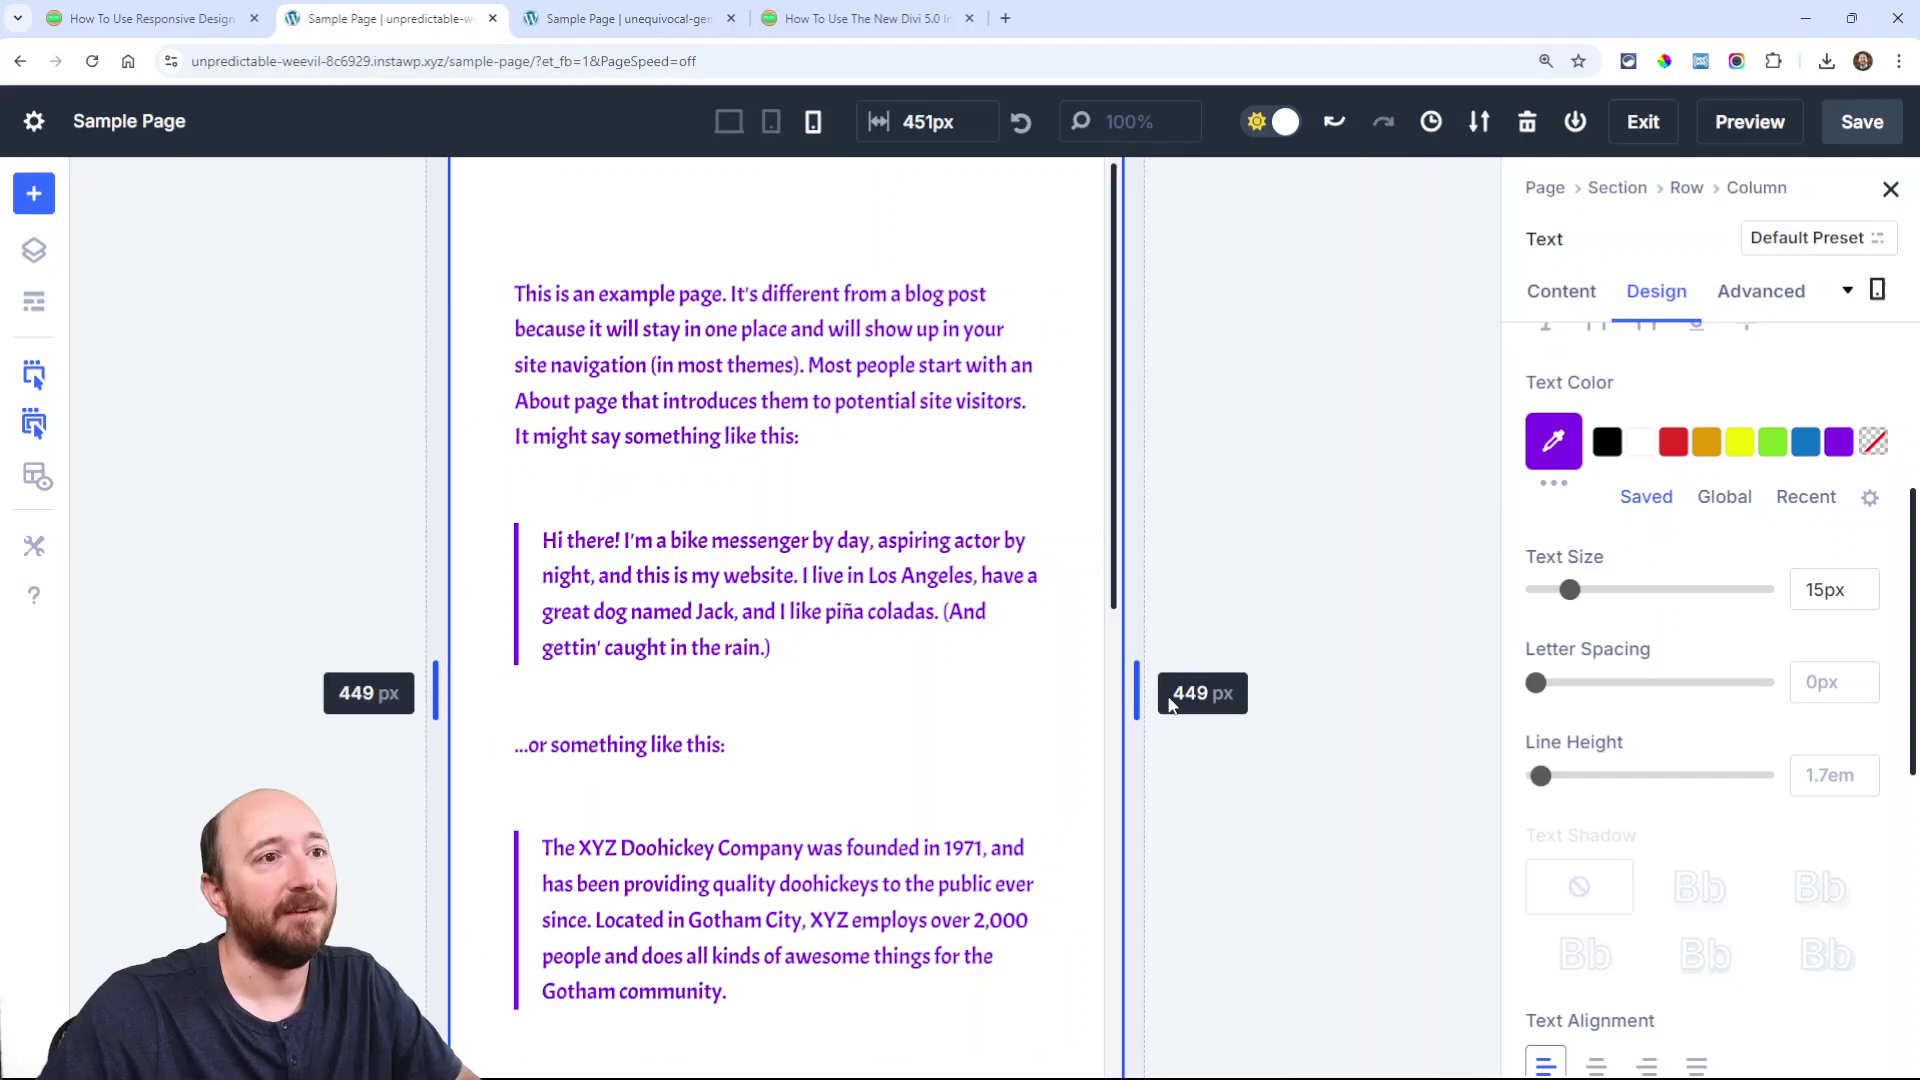 How To Use Responsive Design
Sample Page | unpredictable-w
Sample Page | unequivocal-gen
How To Use The New Divi 5.0 In
unpredictable-weevil-8c6929.instawp.xyz/sample-page/?et_fb=1&PageSpeed=off
Sample Page
451px
100%
Exit
Preview
Save
Page > Section > Row > Column
Text
Default Preset
Content
Design
Advanced
Text Color
Saved
Global
Recent
Text Size
15px
Letter Spacing
0px
Line Height
1.7em
Text Shadow
Bb
Bb
Bb
Bb
Bb
Text Alignment
This is an example page. It's different from a blog post
because it will stay in one place and will show up in your
site navigation (in most themes). Most people start with an
About page that introduces them to potential site visitors.
It might say something like this:
Hi there! I'm a bike messenger by day, aspiring actor by
night, and this is my website. I live in Los Angeles, have a
great dog named Jack, and I like piña coladas. (And
gettin' caught in the rain.)
449 px
449 px
...or something like this:
The XYZ Doohickey Company was founded in 1971, and
has been providing quality doohickeys to the public ever
since. Located in Gotham City, XYZ employs over 2,000
people and does all kinds of awesome things for the
Gotham community.